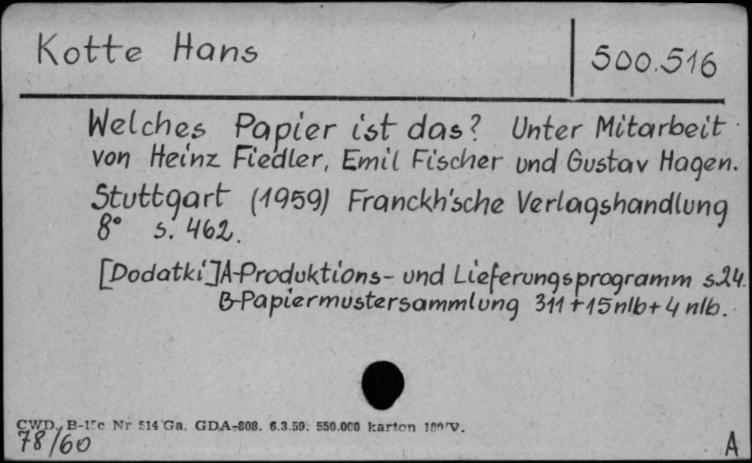 Kotte Hans
500.516
Welches Papier ist das? Unter Mitarbeit
von Heinz Fiedler, Emil Fischer und Gustav Hagen.
Stuttgart (1959) Franckh'sche Verlagshandlung
8° s. 462.
[Dodatki] A-Produktions- und Lieferungsprogramm s24.
B-Papiermustersammlung 311+15nlb+4 nlb.
CWD. Nr 514 Ga. GDA-808. 6.3.59. 550.000 karton
78/60
A